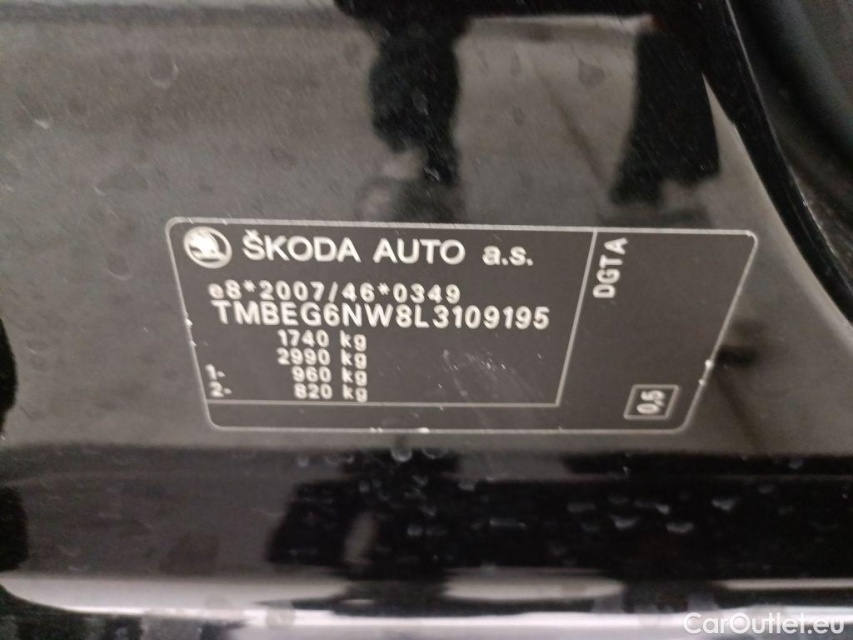 ŠKODA AUTO a.s.
e8*2007/46*0349
TMBEG6NW8L3109195
1740 kg
2990 kg
1- 960 kg
2- 820 kg
DGTA
0,5
CarOutlet.eu